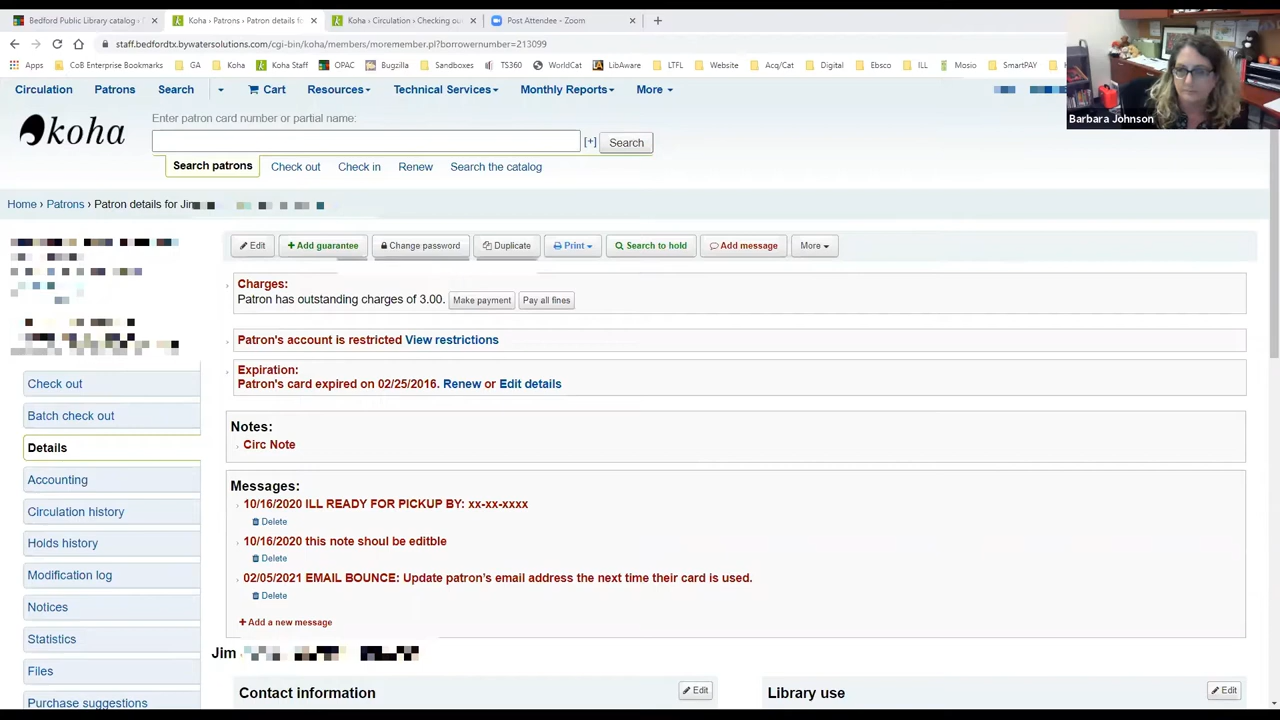 Bedford Public Library catalog ›
Koha › Patrons › Patron details for
Koha › Circulation › Checking ou
Post Attendee - Zoom
staff.bedfordtx.bywatersolutions.com/cgi-bin/koha/members/moremember.pl?borrowernumber=213099
Apps CoB Enterprise Bookmarks GA Koha Koha Staff OPAC Bugzilla Sandboxes TS360 WorldCat LibAware LTFL Website Acq/Cat Digital Ebsco ILL Mosio SmartPAY
Barbara Johnson
Circulation Patrons Search Cart Resources Technical Services Monthly Reports More
koha
Enter patron card number or partial name:
[+] Search
Search patrons Check out Check in Renew Search the catalog
Home › Patrons › Patron details for Jim
Edit + Add guarantee Change password Duplicate Print Search to hold Add message More
Charges:
Patron has outstanding charges of 3.00. Make payment Pay all fines
Patron's account is restricted View restrictions
Expiration:
Patron's card expired on 02/25/2016. Renew or Edit details
Notes:
Circ Note
Messages:
10/16/2020 ILL READY FOR PICKUP BY: xx-xx-xxxx
Delete
10/16/2020 this note shoul be editble
Delete
02/05/2021 EMAIL BOUNCE: Update patron's email address the next time their card is used.
Delete
+ Add a new message
Jim
Contact information Edit
Library use Edit
Check out
Batch check out
Details
Accounting
Circulation history
Holds history
Modification log
Notices
Statistics
Files
Purchase suggestions